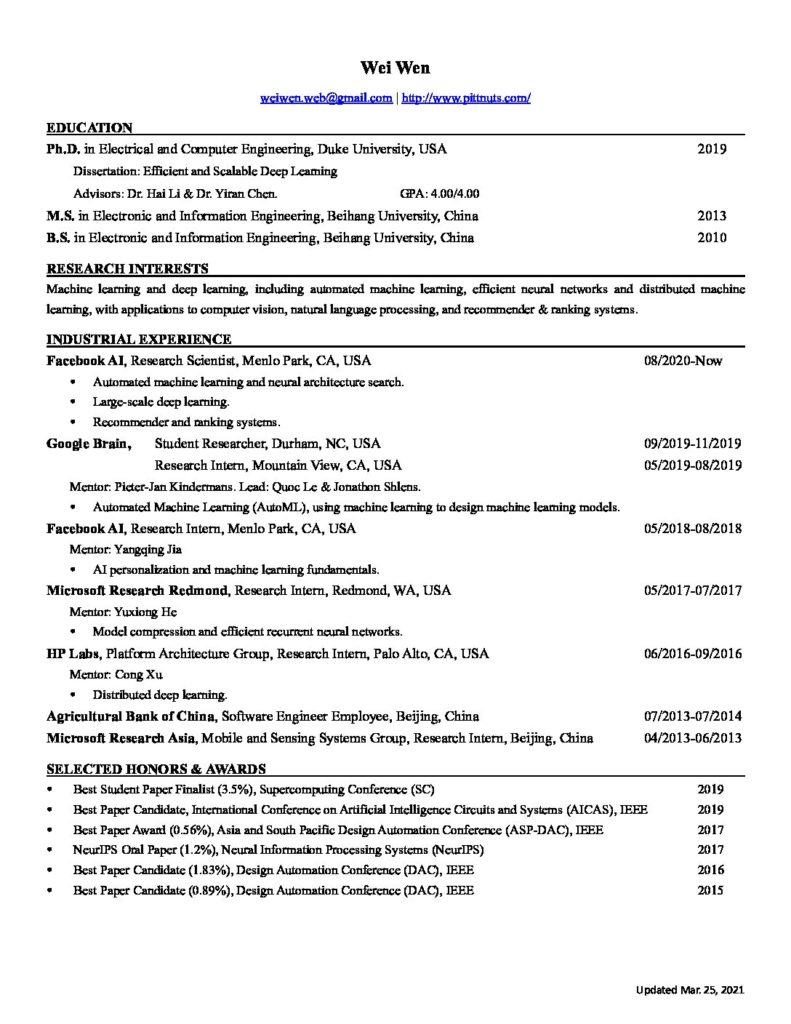 Wei Wen
weiwen.web@gmail.com | http://www.pittnuts.com/
EDUCATION
Ph.D. in Electrical and Computer Engineering, Duke University, USA 2019
Dissertation: Efficient and Scalable Deep Learning
Advisors: Dr. Hai Li & Dr. Yiran Chen. GPA: 4.00/4.00
M.S. in Electronic and Information Engineering, Beihang University, China 2013
B.S. in Electronic and Information Engineering, Beihang University, China 2010
RESEARCH INTERESTS
Machine learning and deep learning, including automated machine learning, efficient neural networks and distributed machine
learning, with applications to computer vision, natural language processing, and recommender & ranking systems.
INDUSTRIAL EXPERIENCE
Facebook AI, Research Scientist, Menlo Park, CA, USA 08/2020-Now
• Automated machine learning and neural architecture search.
• Large-scale deep learning.
• Recommender and ranking systems.
Google Brain, Student Researcher, Durham, NC, USA 09/2019-11/2019
Research Intern, Mountain View, CA, USA 05/2019-08/2019
Mentor: Pieter-Jan Kindermans. Lead: Quoc Le & Jonathon Shlens.
• Automated Machine Learning (AutoML), using machine learning to design machine learning models.
Facebook AI, Research Intern, Menlo Park, CA, USA 05/2018-08/2018
Mentor: Yangqing Jia
• AI personalization and machine learning fundamentals.
Microsoft Research Redmond, Research Intern, Redmond, WA, USA 05/2017-07/2017
Mentor: Yuxiong He
• Model compression and efficient recurrent neural networks.
HP Labs, Platform Architecture Group, Research Intern, Palo Alto, CA, USA 06/2016-09/2016
Mentor: Cong Xu
• Distributed deep learning.
Agricultural Bank of China, Software Engineer Employee, Beijing, China 07/2013-07/2014
Microsoft Research Asia, Mobile and Sensing Systems Group, Research Intern, Beijing, China 04/2013-06/2013
SELECTED HONORS & AWARDS
• Best Student Paper Finalist (3.5%), Supercomputing Conference (SC) 2019
• Best Paper Candidate, International Conference on Artificial Intelligence Circuits and Systems (AICAS), IEEE 2019
• Best Paper Award (0.56%), Asia and South Pacific Design Automation Conference (ASP-DAC), IEEE 2017
• NeurIPS Oral Paper (1.2%), Neural Information Processing Systems (NeurIPS) 2017
• Best Paper Candidate (1.83%), Design Automation Conference (DAC), IEEE 2016
• Best Paper Candidate (0.89%), Design Automation Conference (DAC), IEEE 2015
Updated Mar. 25, 2021